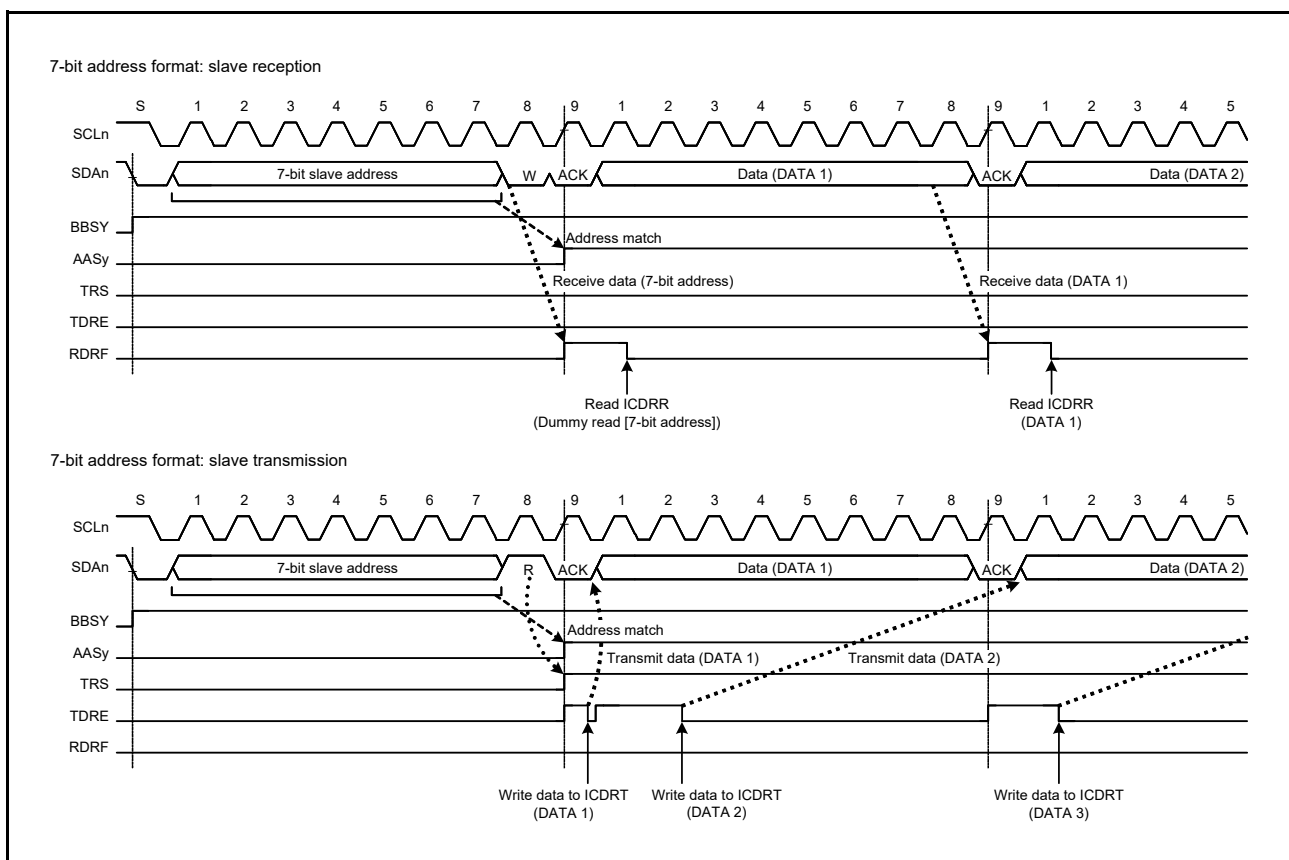 7-bit address format: slave reception
S 1 2 3 4 5 6 7 8 9 1 2 3 4 5 6 7 8 9 1 2 3 4 5
SCLn
SDAn 7-bit slave address W ACK Data (DATA 1) ACK Data (DATA 2)
BBSY
Address match
AASy
Receive data (7-bit address) Receive data (DATA 1)
TRS
TDRE
RDRF
Read ICDRR Read ICDRR
(Dummy read [7-bit address]) (DATA 1)
7-bit address format: slave transmission
S 1 2 3 4 5 6 7 8 9 1 2 3 4 5 6 7 8 9 1 2 3 4 5
SCLn
SDAn 7-bit slave address R ACK Data (DATA 1) ACK Data (DATA 2)
BBSY
Address match
AASy
Transmit data (DATA 1) Transmit data (DATA 2)
TRS
TDRE
RDRF
Write data to ICDRT Write data to ICDRT Write data to ICDRT
(DATA 1) (DATA 2) (DATA 3)